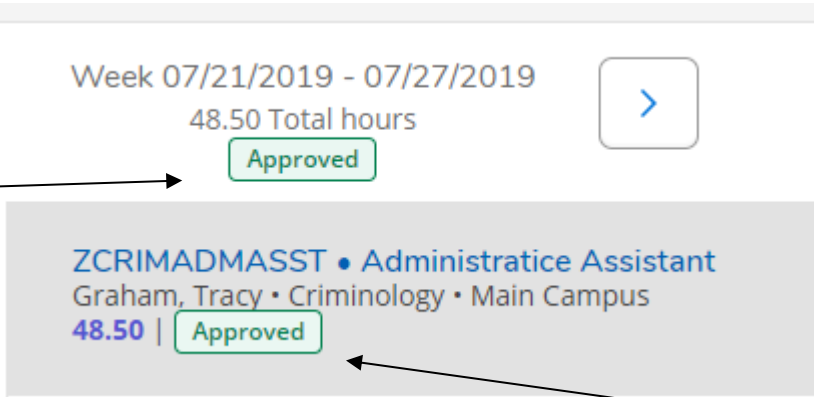 Week 07/21/2019 - 07/27/2019
48.50 Total hours
Approved
ZCRIMADMASST • Administratice Assistant
Graham, Tracy • Criminology • Main Campus
48.50 | Approved